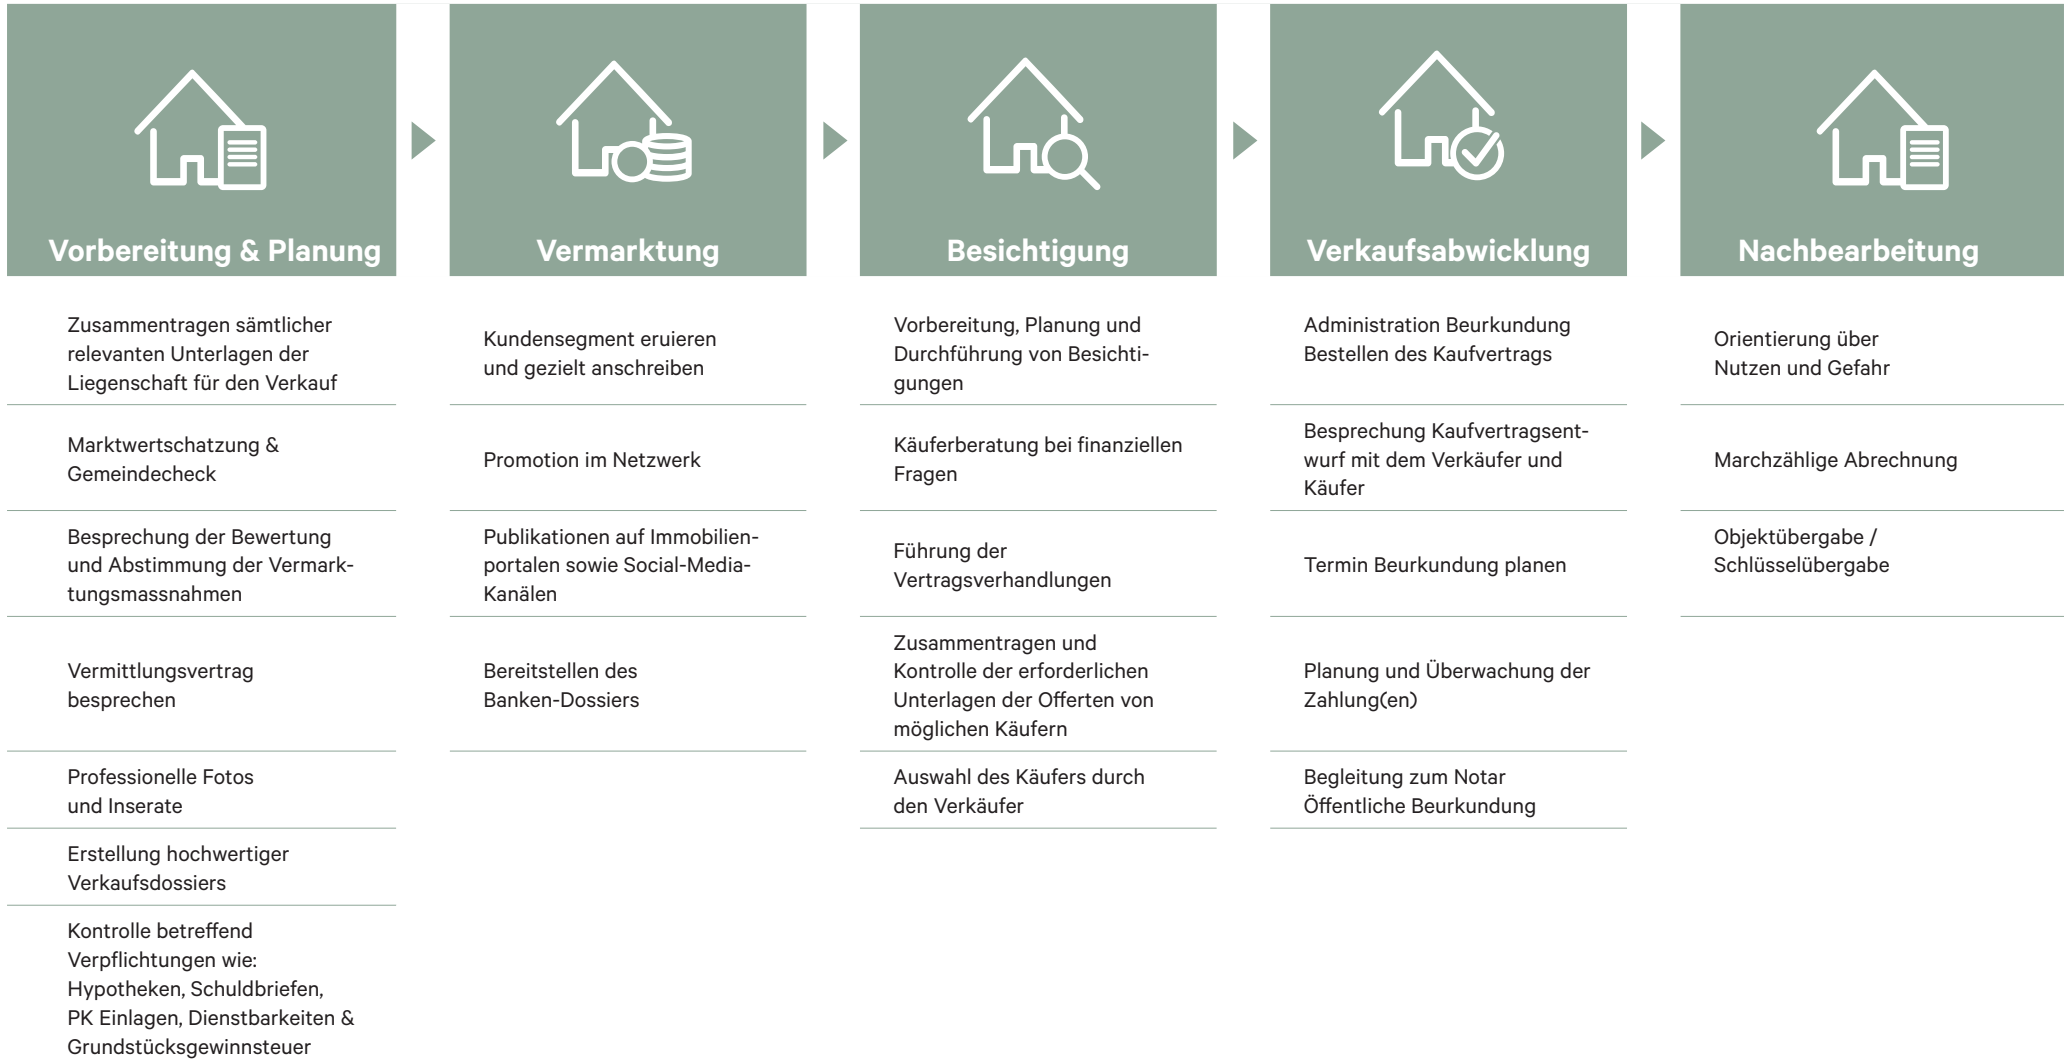 Vorbereitung & Planung
Zusammentragen sämtlicher
relevanten Unterlagen der
Liegenschaft für den Verkauf
Marktwertschatzung &
Gemeindecheck
Besprechung der Bewertung
und Abstimmung der Vermark-
tungsmassnahmen
Vermittlungsvertrag
besprechen
Professionelle Fotos
und Inserate
Erstellung hochwertiger
Verkaufsdossiers
Kontrolle betreffend
Verpflichtungen wie:
Hypotheken, Schuldbriefen,
PK Einlagen, Dienstbarkeiten &
Grundstücksgewinnsteuer
Vermarktung
Kundensegment eruieren
und gezielt anschreiben
Promotion im Netzwerk
Publikationen auf Immobilien-
portalen sowie Social-Media-
Kanälen
Bereitstellen des
Banken-Dossiers
Besichtigung
Vorbereitung, Planung und
Durchführung von Besichti-
gungen
Käuferberatung bei finanziellen
Fragen
Führung der
Vertragsverhandlungen
Zusammentragen und
Kontrolle der erforderlichen
Unterlagen der Offerten von
möglichen Käufern
Auswahl des Käufers durch
den Verkäufer
Verkaufsabwicklung
Administration Beurkundung
Bestellen des Kaufvertrags
Besprechung Kaufvertragsent-
wurf mit dem Verkäufer und
Käufer
Termin Beurkundung planen
Planung und Überwachung der
Zahlung(en)
Begleitung zum Notar
Öffentliche Beurkundung
Nachbearbeitung
Orientierung über
Nutzen und Gefahr
Marchzählige Abrechnung
Objektübergabe /
Schlüsselübergabe